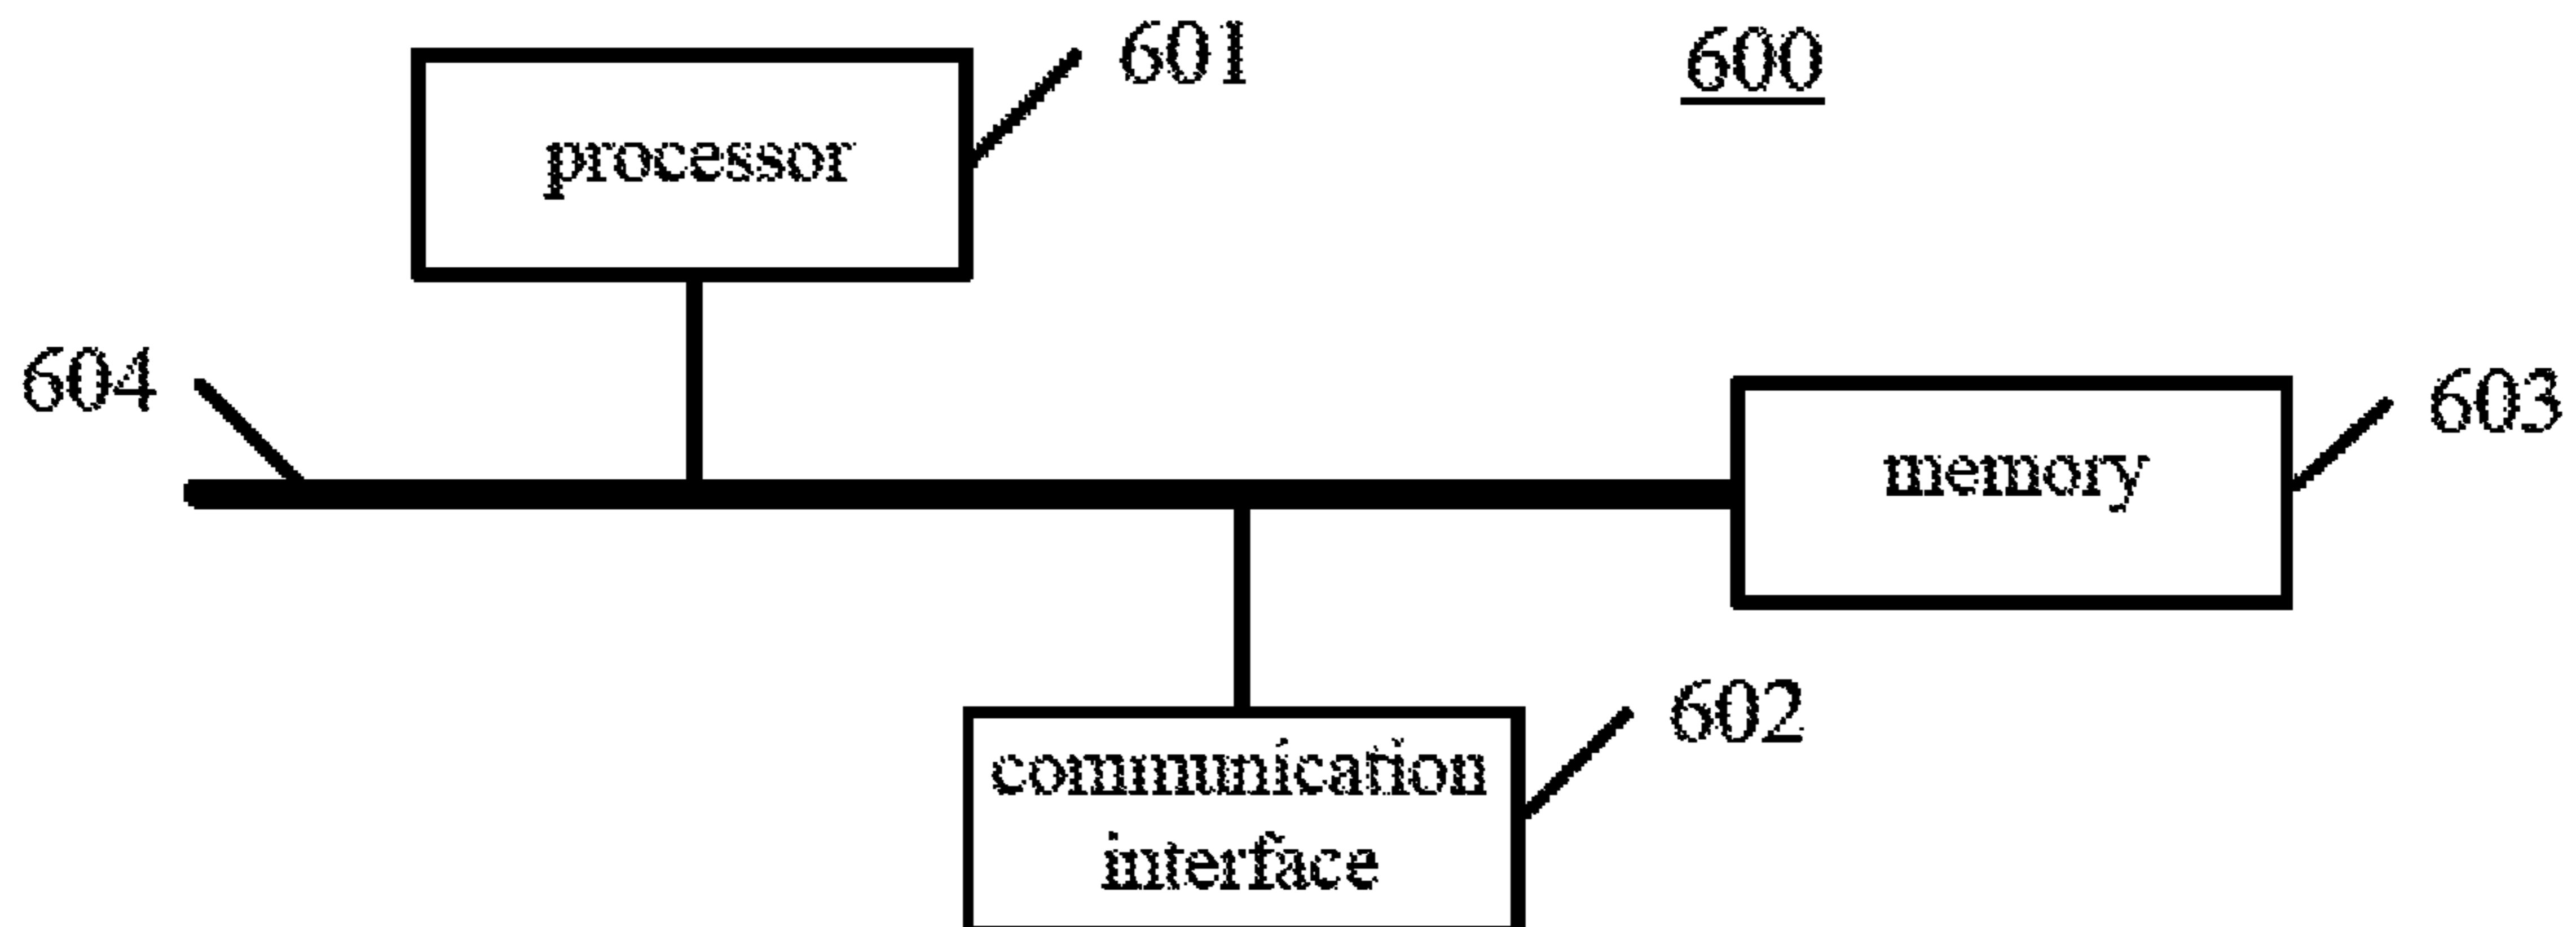 601
600
processor
604
603
memory
602
communication
interface